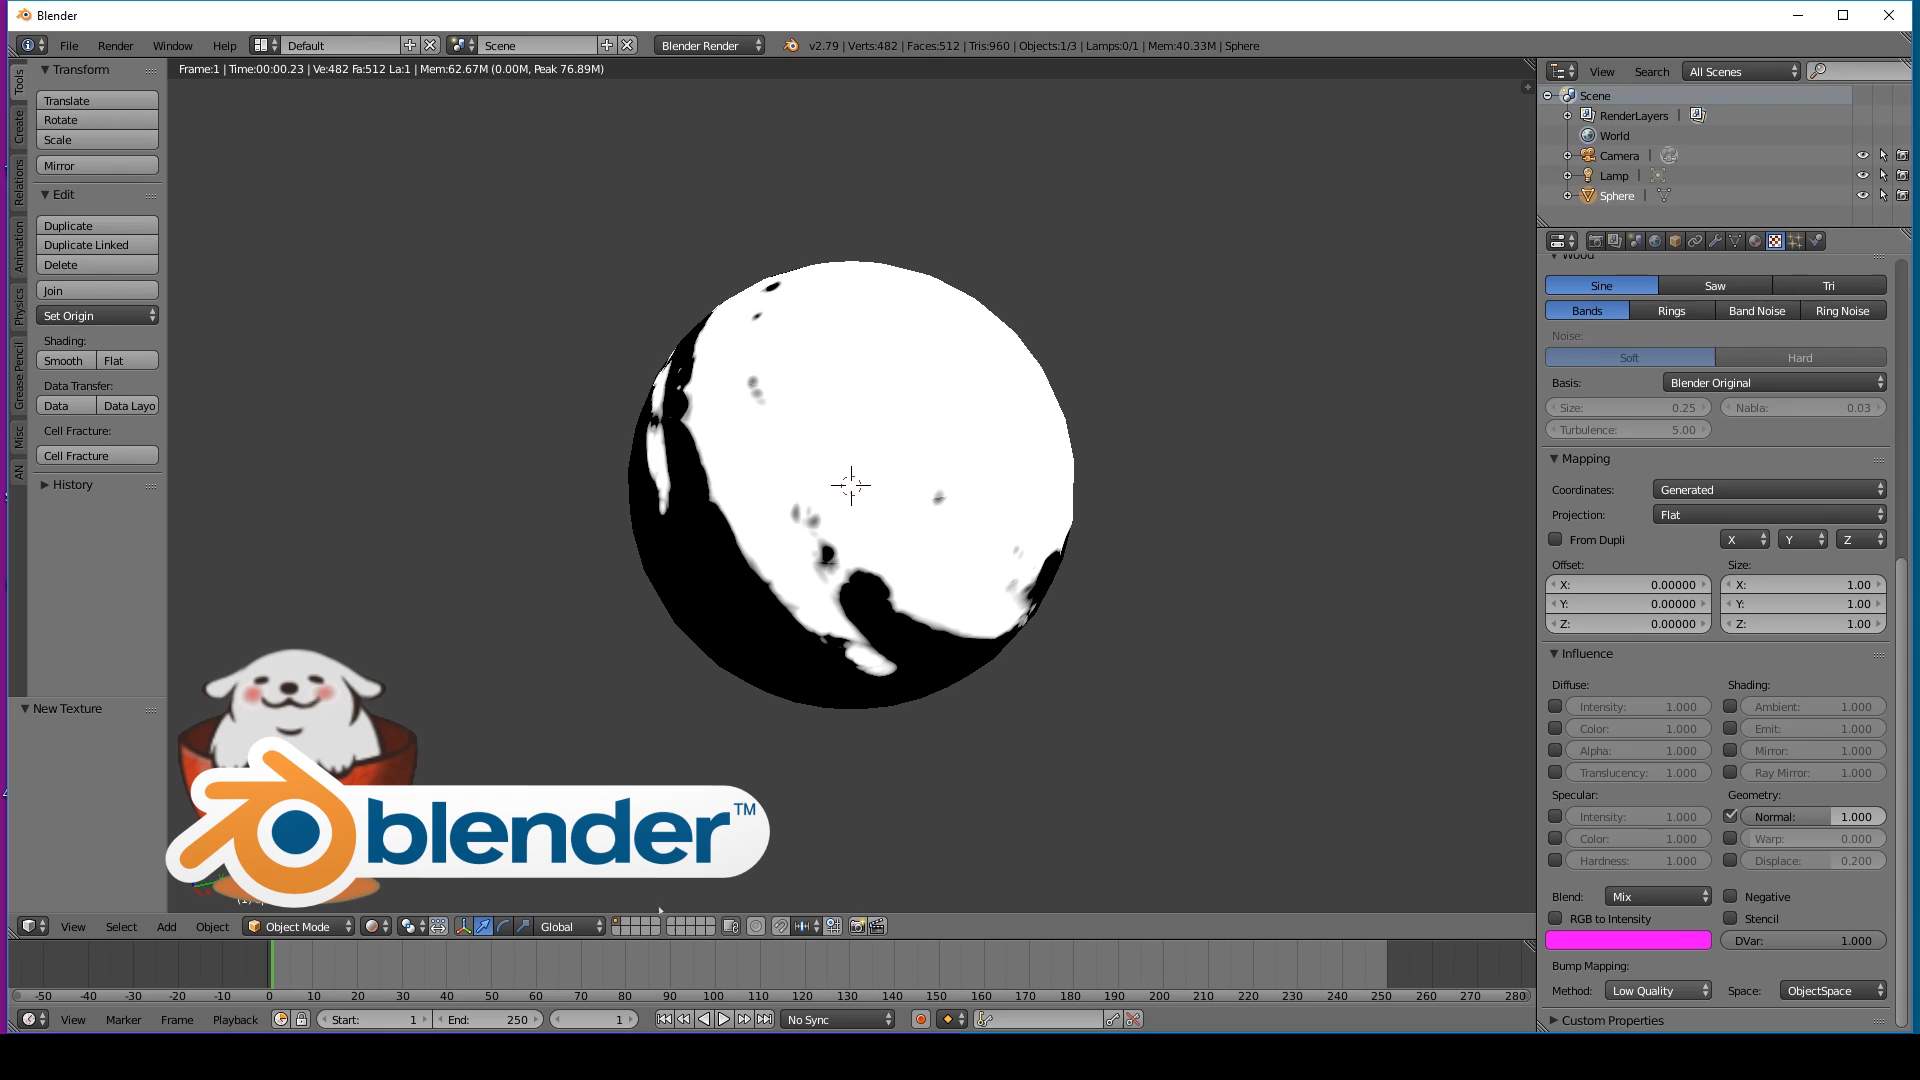 Blender
File Render Window Help Default Scene Blender Render v2.79 | Verts:482 | Faces:512 | Tris:960 | Objects:1/3 | Lamps:0/1 | Mem:40.33M | Sphere
Frame:1 | Time:00:00.23 | Ve:482 Fa:512 La:1 | Mem:62.67M (0.00M, Peak 76.89M)
Tools
Create
Relations
Animation
Physics
Grease Pencil
Misc
AN
Transform
Translate
Rotate
Scale
Mirror
Edit
Duplicate
Duplicate Linked
Delete
Join
Set Origin
Shading:
Smooth Flat
Data Transfer:
Data Data Layo
Cell Fracture:
Cell Fracture
History
New Texture
blender™
View Select Add Object Object Mode Global
-50 -40 -30 -20 -10 0 10 20 30 40 50 60 70 80 90 100 110 120 130 140 150 160 170 180 190 200 210 220 230 240 250 260 270 280
View Marker Frame Playback Start: 1 End: 250 1 No Sync
View Search All Scenes
Scene
RenderLayers |
World
Camera |
Lamp |
Sphere |
Wood
Sine Saw Tri
Bands Rings Band Noise Ring Noise
Noise:
Soft Hard
Basis: Blender Original
Size: 0.25 Nabla: 0.03
Turbulence: 5.00
Mapping
Coordinates: Generated
Projection: Flat
From Dupli X Y Z
Offset: Size:
X: 0.00000 X: 1.00
Y: 0.00000 Y: 1.00
Z: 0.00000 Z: 1.00
Influence
Diffuse: Shading:
Intensity: 1.000 Ambient: 1.000
Color: 1.000 Emit: 1.000
Alpha: 1.000 Mirror: 1.000
Translucency: 1.000 Ray Mirror: 1.000
Specular: Geometry:
Intensity: 1.000 Normal: 1.000
Color: 1.000 Warp: 0.000
Hardness: 1.000 Displace: 0.200
Blend: Mix Negative
RGB to Intensity Stencil
DVar: 1.000
Bump Mapping:
Method: Low Quality Space: ObjectSpace
Custom Properties